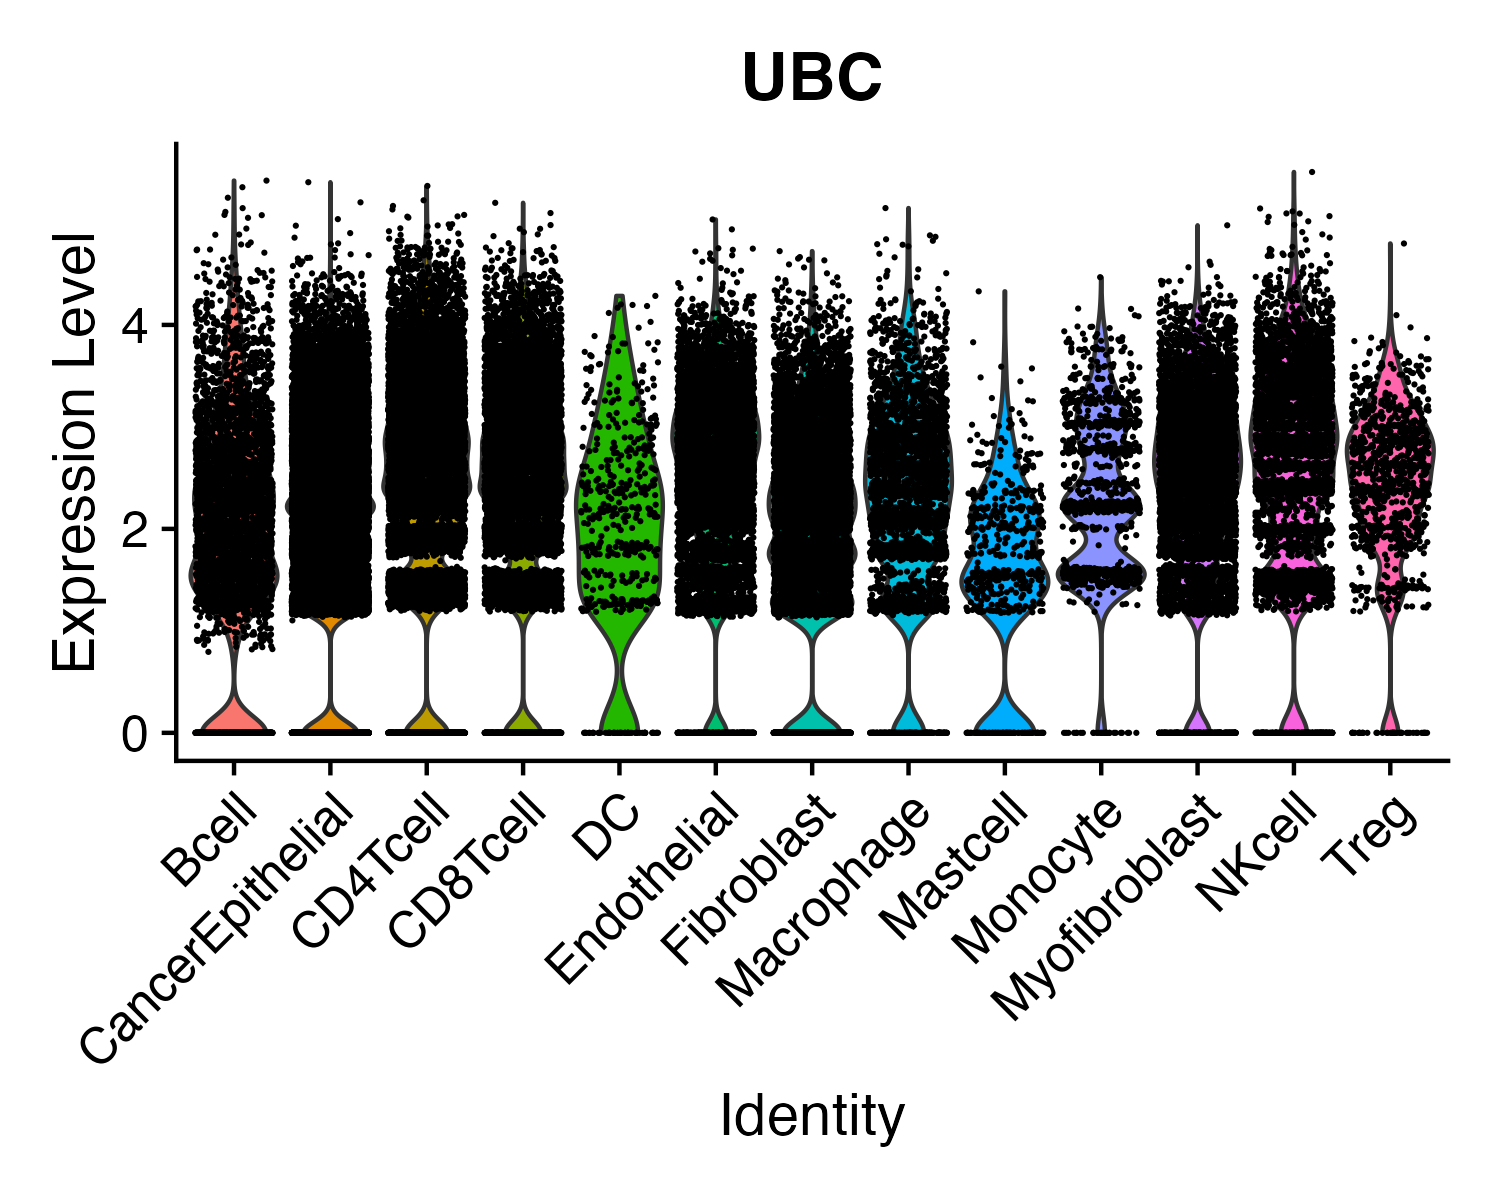 UBC
Expression Level
4
2
0
Bcell
CancerEpithelial
CD4Tcell
CD8Tcell
DC
Endothelial
Fibroblast
Macrophage
Mastcell
Monocyte
Myofibroblast
NKcell
Treg
Identity